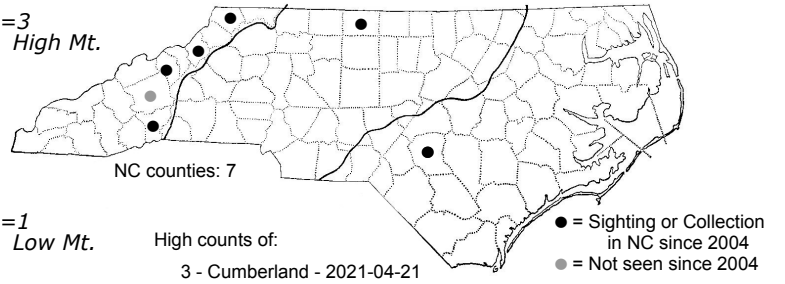 =3
High Mt.
NC counties: 7
=1
Low Mt.
High counts of:
3 - Cumberland - 2021-04-21
= Sighting or Collection
in NC since 2004
= Not seen since 2004